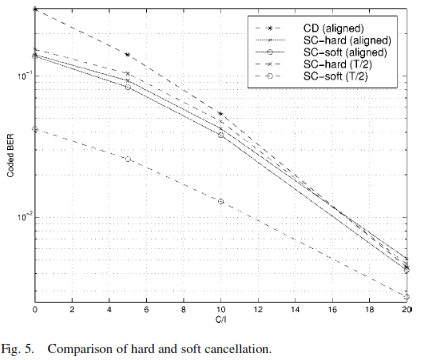 CD (aligned)
SC-hard (aligned)
SC-soft (aligned)
SC-hard (T/2)
SC-soft (T/2)
10^-1
10^-2
Coded BER
0 2 4 6 8 10 12 14 16 18 20
C/I
Fig. 5. Comparison of hard and soft cancellation.